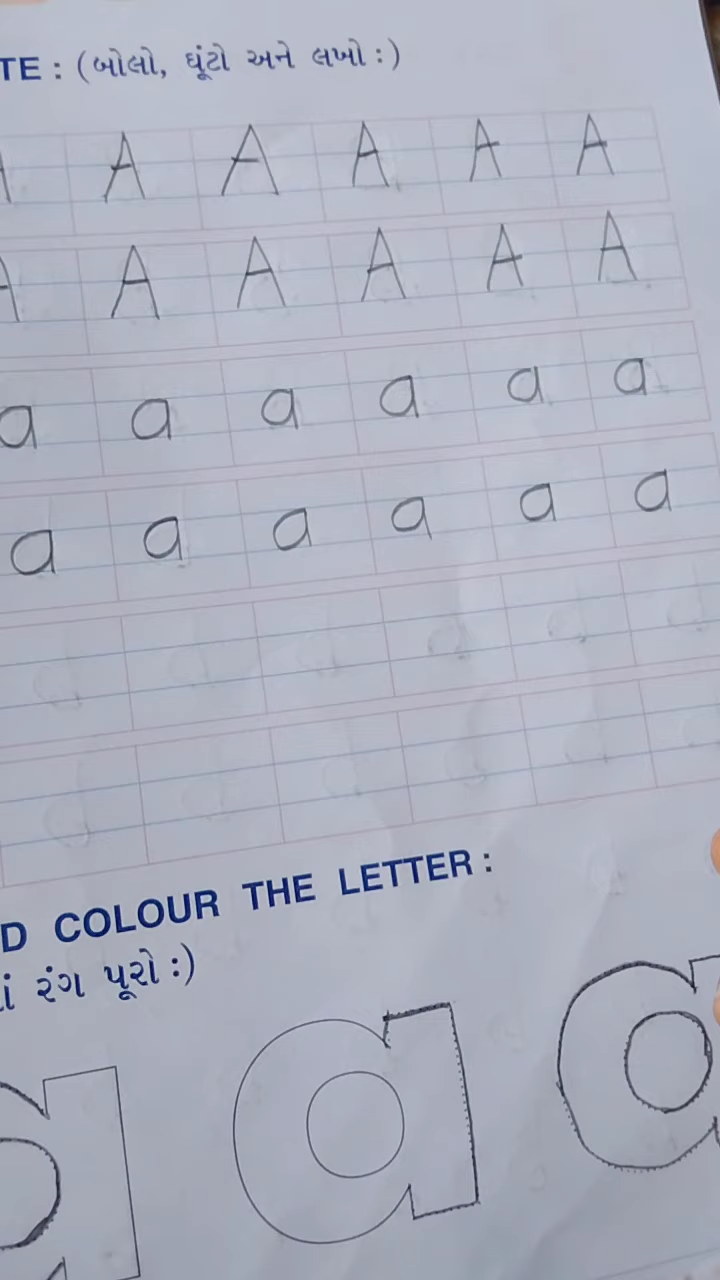 TE : (બોલો, ઘૂંટો અને લખો :)
A A A A A
A A A A A A
a a a a a a
a a a a a a
D COLOUR THE LETTER :
માં રંગ પૂરો :)
a a a